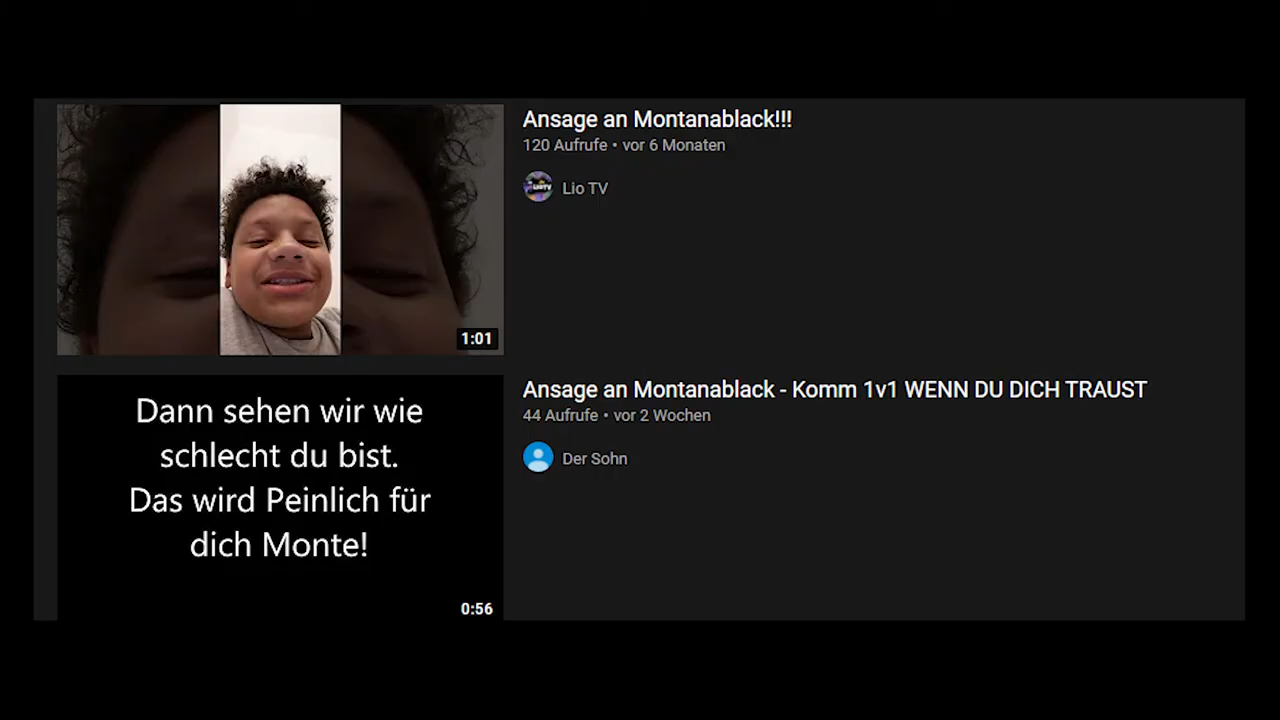 Ansage an Montanablack!!!
120 Aufrufe • vor 6 Monaten
LIOTV
Lio TV
1:01
Ansage an Montanablack - Komm 1v1 WENN DU DICH TRAUST
44 Aufrufe • vor 2 Wochen
Der Sohn
Dann sehen wir wie
schlecht du bist.
Das wird Peinlich für
dich Monte!
0:56